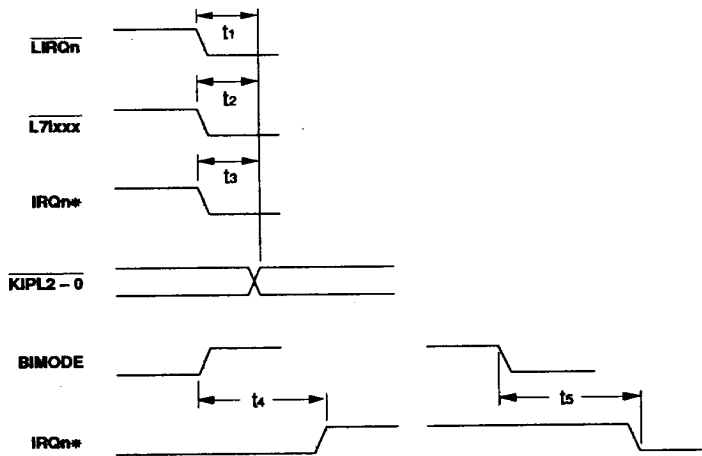 t1
LIRQn
t2
L7Ixxx
t3
IRQn*
KIPL2 – 0
BIMODE
t4
t5
IRQn*